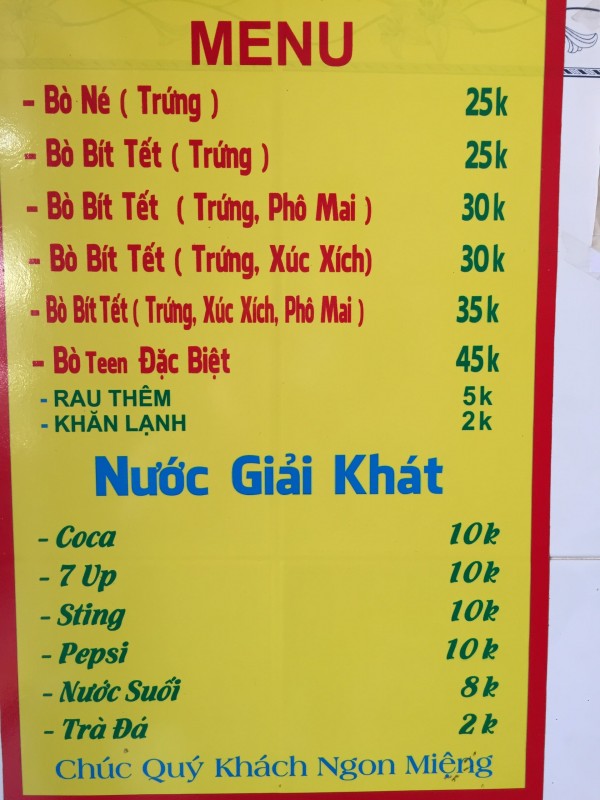 MENU
- Bò Né ( Trứng ) 25k
- Bò Bít Tết ( Trứng ) 25k
- Bò Bít Tết ( Trứng, Phô Mai ) 30k
- Bò Bít Tết ( Trứng, Xúc Xích) 30k
- Bò Bít Tết ( Trứng, Xúc Xích, Phô Mai ) 35k
- Bò Teen Đặc Biệt 45k
- RAU THÊM 5k
- KHĂN LẠNH 2k
Nước Giải Khát
- Coca 10k
- 7 Up 10k
- Sting 10k
- Pepsi 10k
- Nước Suối 8k
- Trà Đá 2k
Chúc Quý Khách Ngon Miệng